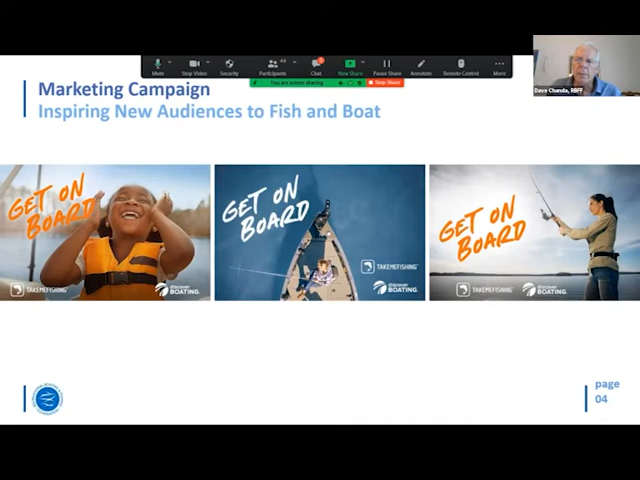 Mute
Stop Video
Security
Participants
44
Chat
New Share
Pause Share
Annotate
Remote Control
More
You are screen sharing
Stop Share
Dave Chanda, RBFF
Marketing Campaign
Inspiring New Audiences to Fish and Boat
GET ON
BOARD
TAKEMEFISHING
discover
BOATING.
GET ON
BOARD
TAKEMEFISHING
discover
BOATING.
GET ON
BOARD
TAKEMEFISHING
discover
BOATING.
page
04